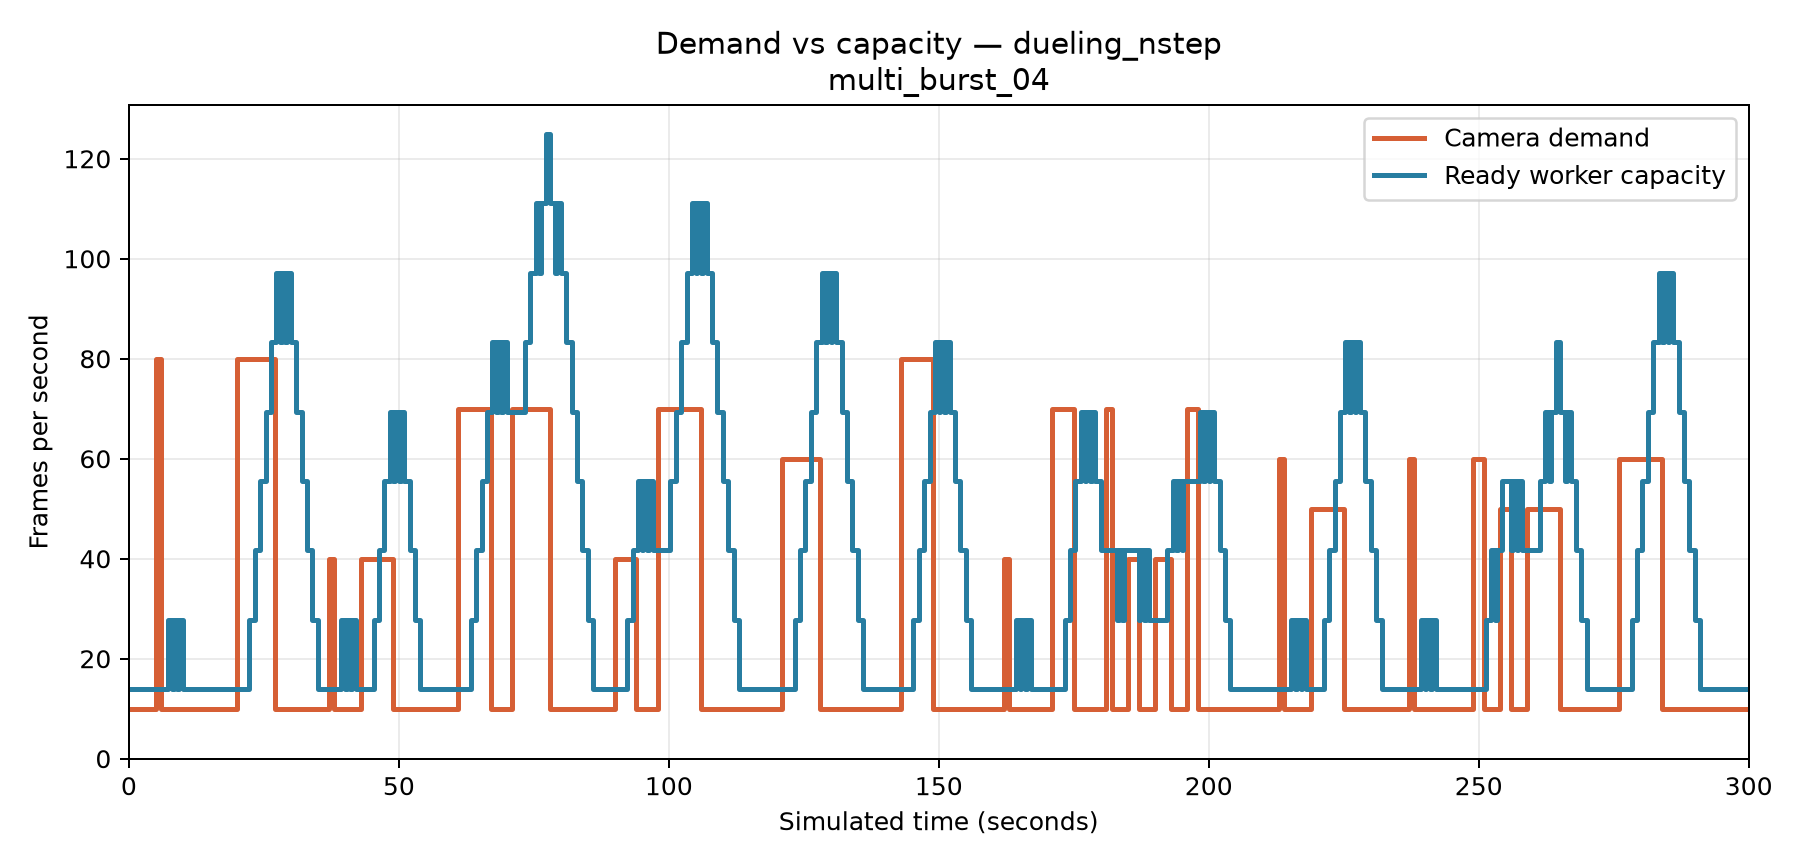 Demand vs capacity — dueling_nstep
multi_burst_04
Camera demand
Ready worker capacity
Frames per second
120
100
80
60
40
20
0
0 50 100 150 200 250 300
Simulated time (seconds)